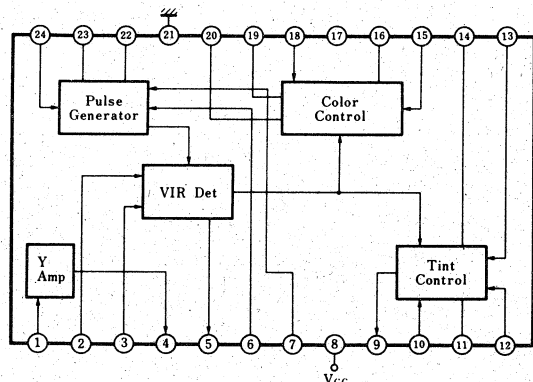 24 23 22 21 20 19 18 17 16 15 14 13
Pulse
Generator
Color
Control
VIR Det
Y
Amp
Tint
Control
1 2 3 4 5 6 7 8 9 10 11 12
Vcc